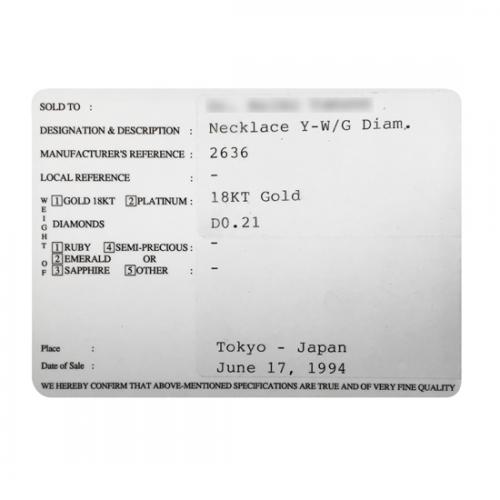 SOLD TO :
DESIGNATION & DESCRIPTION : Necklace Y-W/G Diam.
MANUFACTURER'S REFERENCE : 2636
LOCAL REFERENCE : -
WEIGHT OF
1 GOLD 18KT 2 PLATINUM : 18KT Gold
DIAMONDS D0.21
1 RUBY 4 SEMI-PRECIOUS : -
2 EMERALD OR
3 SAPPHIRE 5 OTHER : -
Place : Tokyo - Japan
Date of Sale : June 17, 1994
WE HEREBY CONFIRM THAT ABOVE-MENTIONED SPECIFICATIONS ARE TRUE AND OF VERY FINE QUALITY